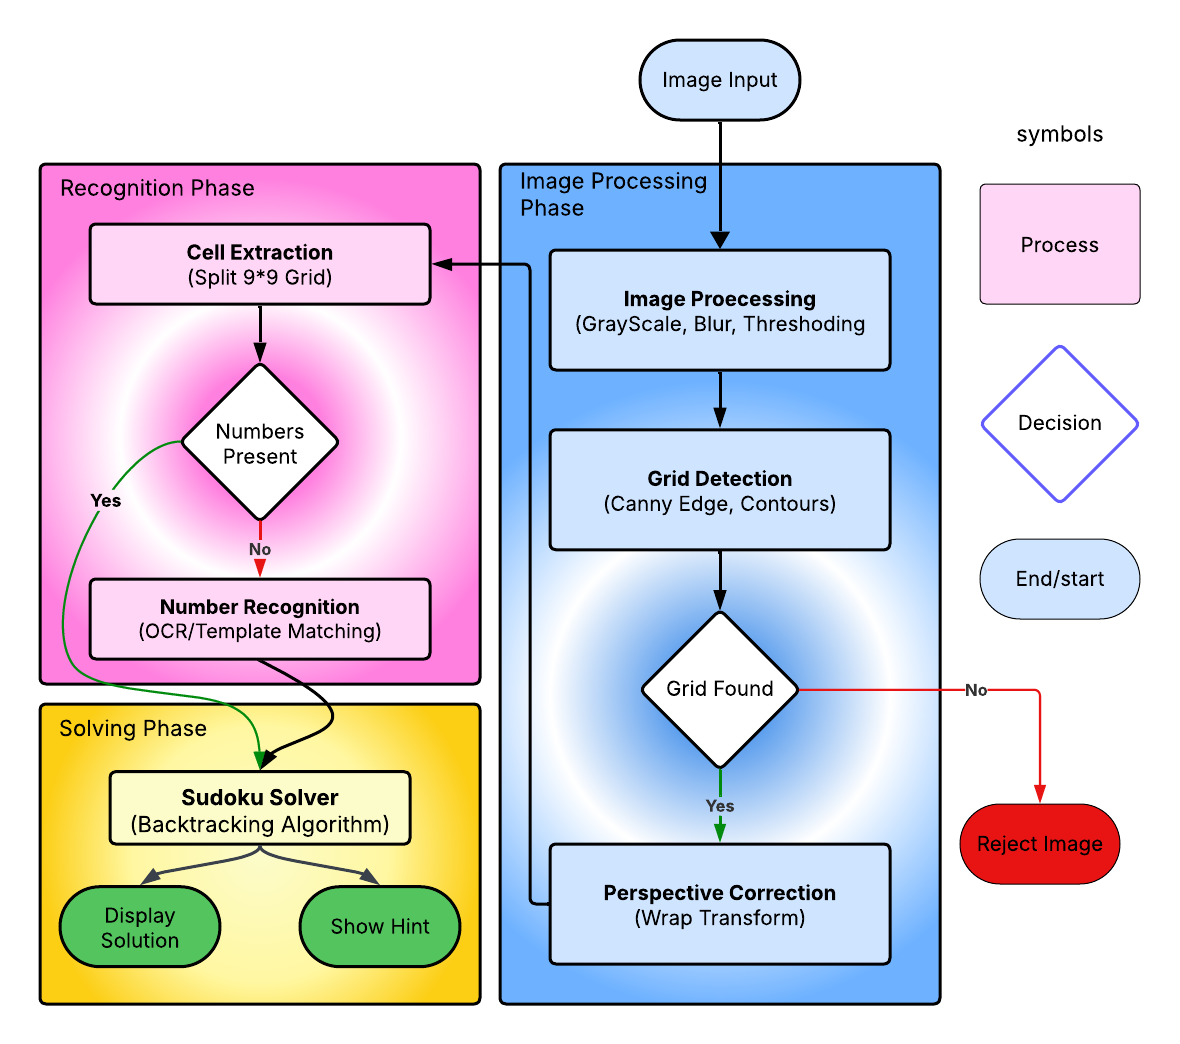 Image Input
symbols
Recognition Phase
Image Processing
Phase
Cell Extraction
(Split 9*9 Grid)
Process
Image Proecessing
(GrayScale, Blur, Threshoding
Numbers
Present
Decision
Yes
Grid Detection
(Canny Edge, Contours)
No
End/start
Number Recognition
(OCR/Template Matching)
Grid Found
No
Solving Phase
Yes
Sudoku Solver
(Backtracking Algorithm)
Reject Image
Perspective Correction
(Wrap Transform)
Display
Solution
Show Hint